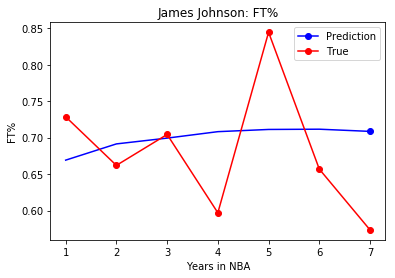 James Johnson: FT%
Prediction
True
0.85
0.80
0.75
0.70
0.65
0.60
FT%
1 2 3 4 5 6 7
Years in NBA